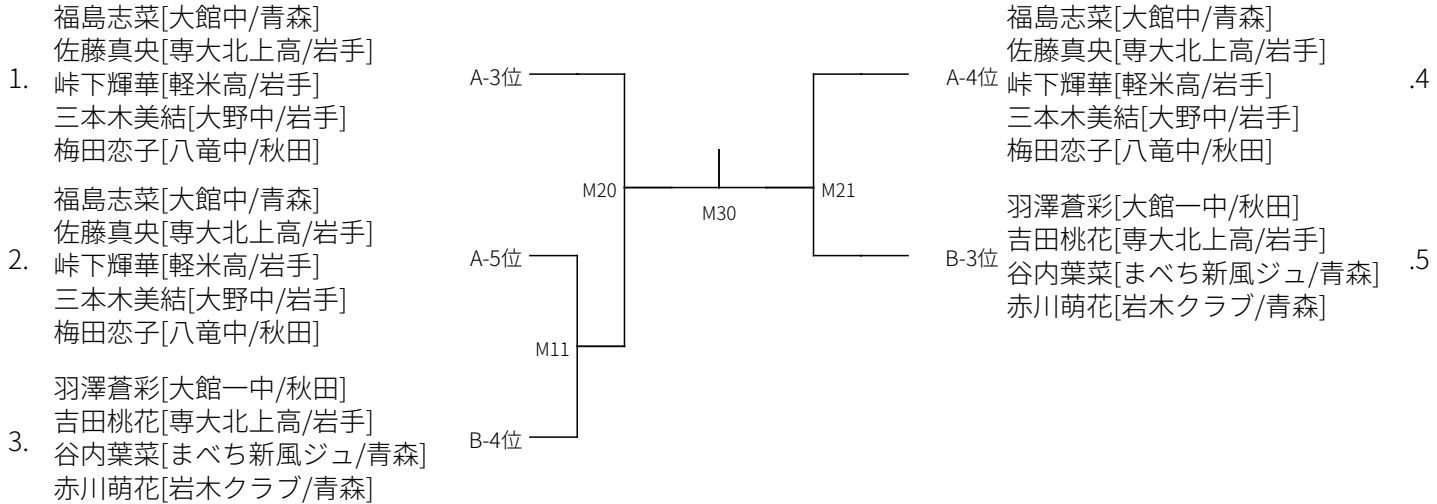 福島志菜[大館中/青森]
佐藤真央[専大北上高/岩手]
1. 峠下輝華[軽米高/岩手]
三本木美結[大野中/岩手]
梅田恋子[八竜中/秋田]
A-3位
福島志菜[大館中/青森]
佐藤真央[専大北上高/岩手]
2. 峠下輝華[軽米高/岩手]
三本木美結[大野中/岩手]
梅田恋子[八竜中/秋田]
A-5位
羽澤蒼彩[大館一中/秋田]
吉田桃花[専大北上高/岩手]
3. 谷内葉菜[まべち新風ジュ/青森]
赤川萌花[岩木クラブ/青森]
B-4位
M11
M20
M30
M21
A-4位
福島志菜[大館中/青森]
佐藤真央[専大北上高/岩手]
峠下輝華[軽米高/岩手] .4
三本木美結[大野中/岩手]
梅田恋子[八竜中/秋田]
B-3位
羽澤蒼彩[大館一中/秋田]
吉田桃花[専大北上高/岩手]
谷内葉菜[まべち新風ジュ/青森] .5
赤川萌花[岩木クラブ/青森]